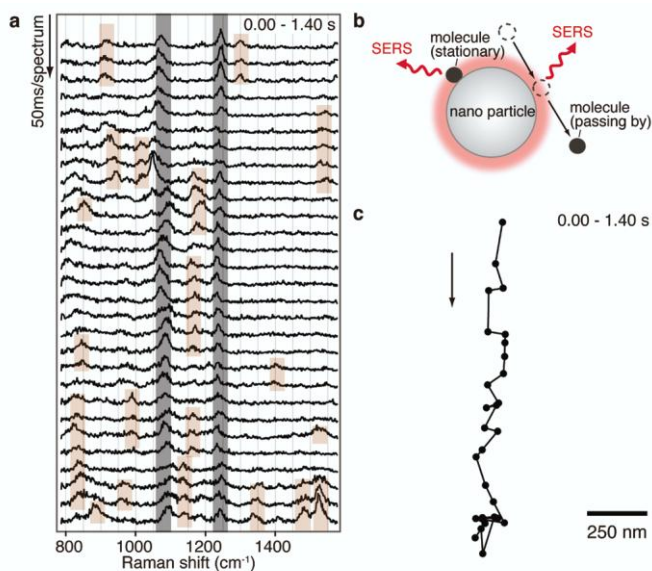 a
0.00 - 1.40 s
50ms/spectrum
800
1000
1200
1400
Raman shift (cm⁻¹)
b
molecule
(stationary)
SERS
SERS
nano particle
molecule
(passing by)
c
0.00 - 1.40 s
250 nm